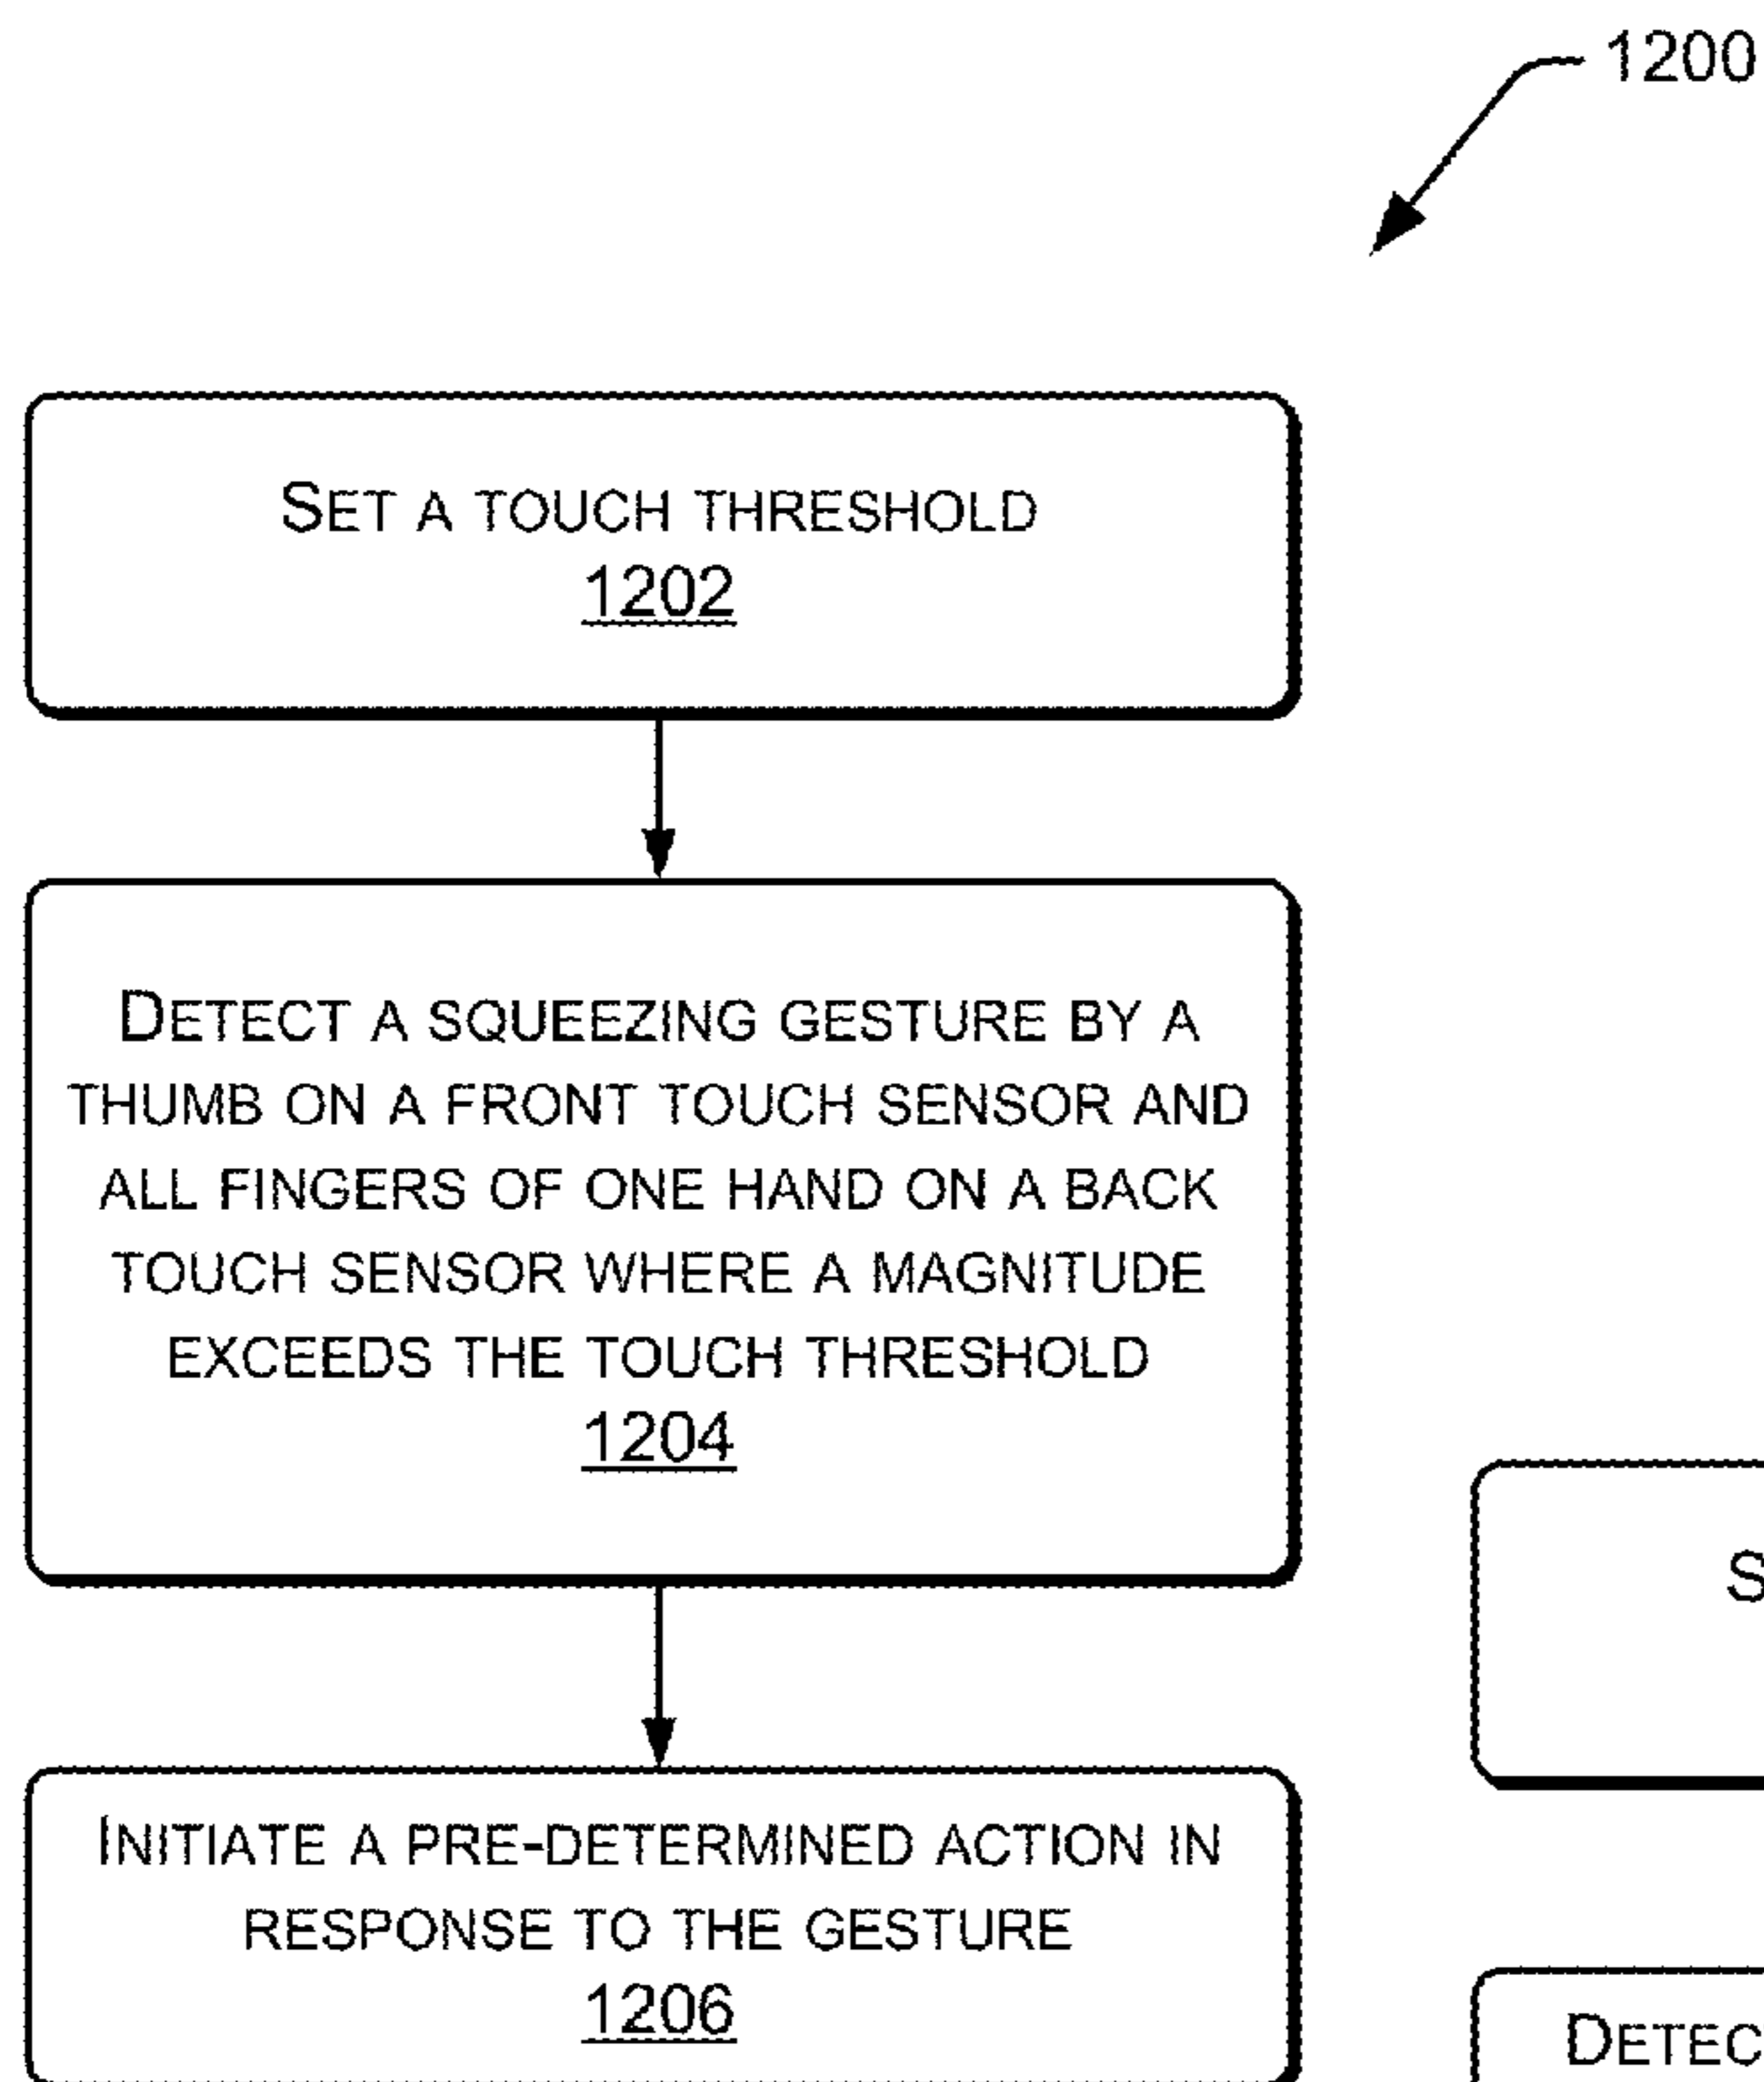 1200
SET A TOUCH THRESHOLD
1202
DETECT A SQUEEZING GESTURE BY A
THUMB ON A FRONT TOUCH SENSOR AND
ALL FINGERS OF ONE HAND ON A BACK
TOUCH SENSOR WHERE A MAGNITUDE
EXCEEDS THE TOUCH THRESHOLD
1204
INITIATE A PRE-DETERMINED ACTION IN
RESPONSE TO THE GESTURE
1206